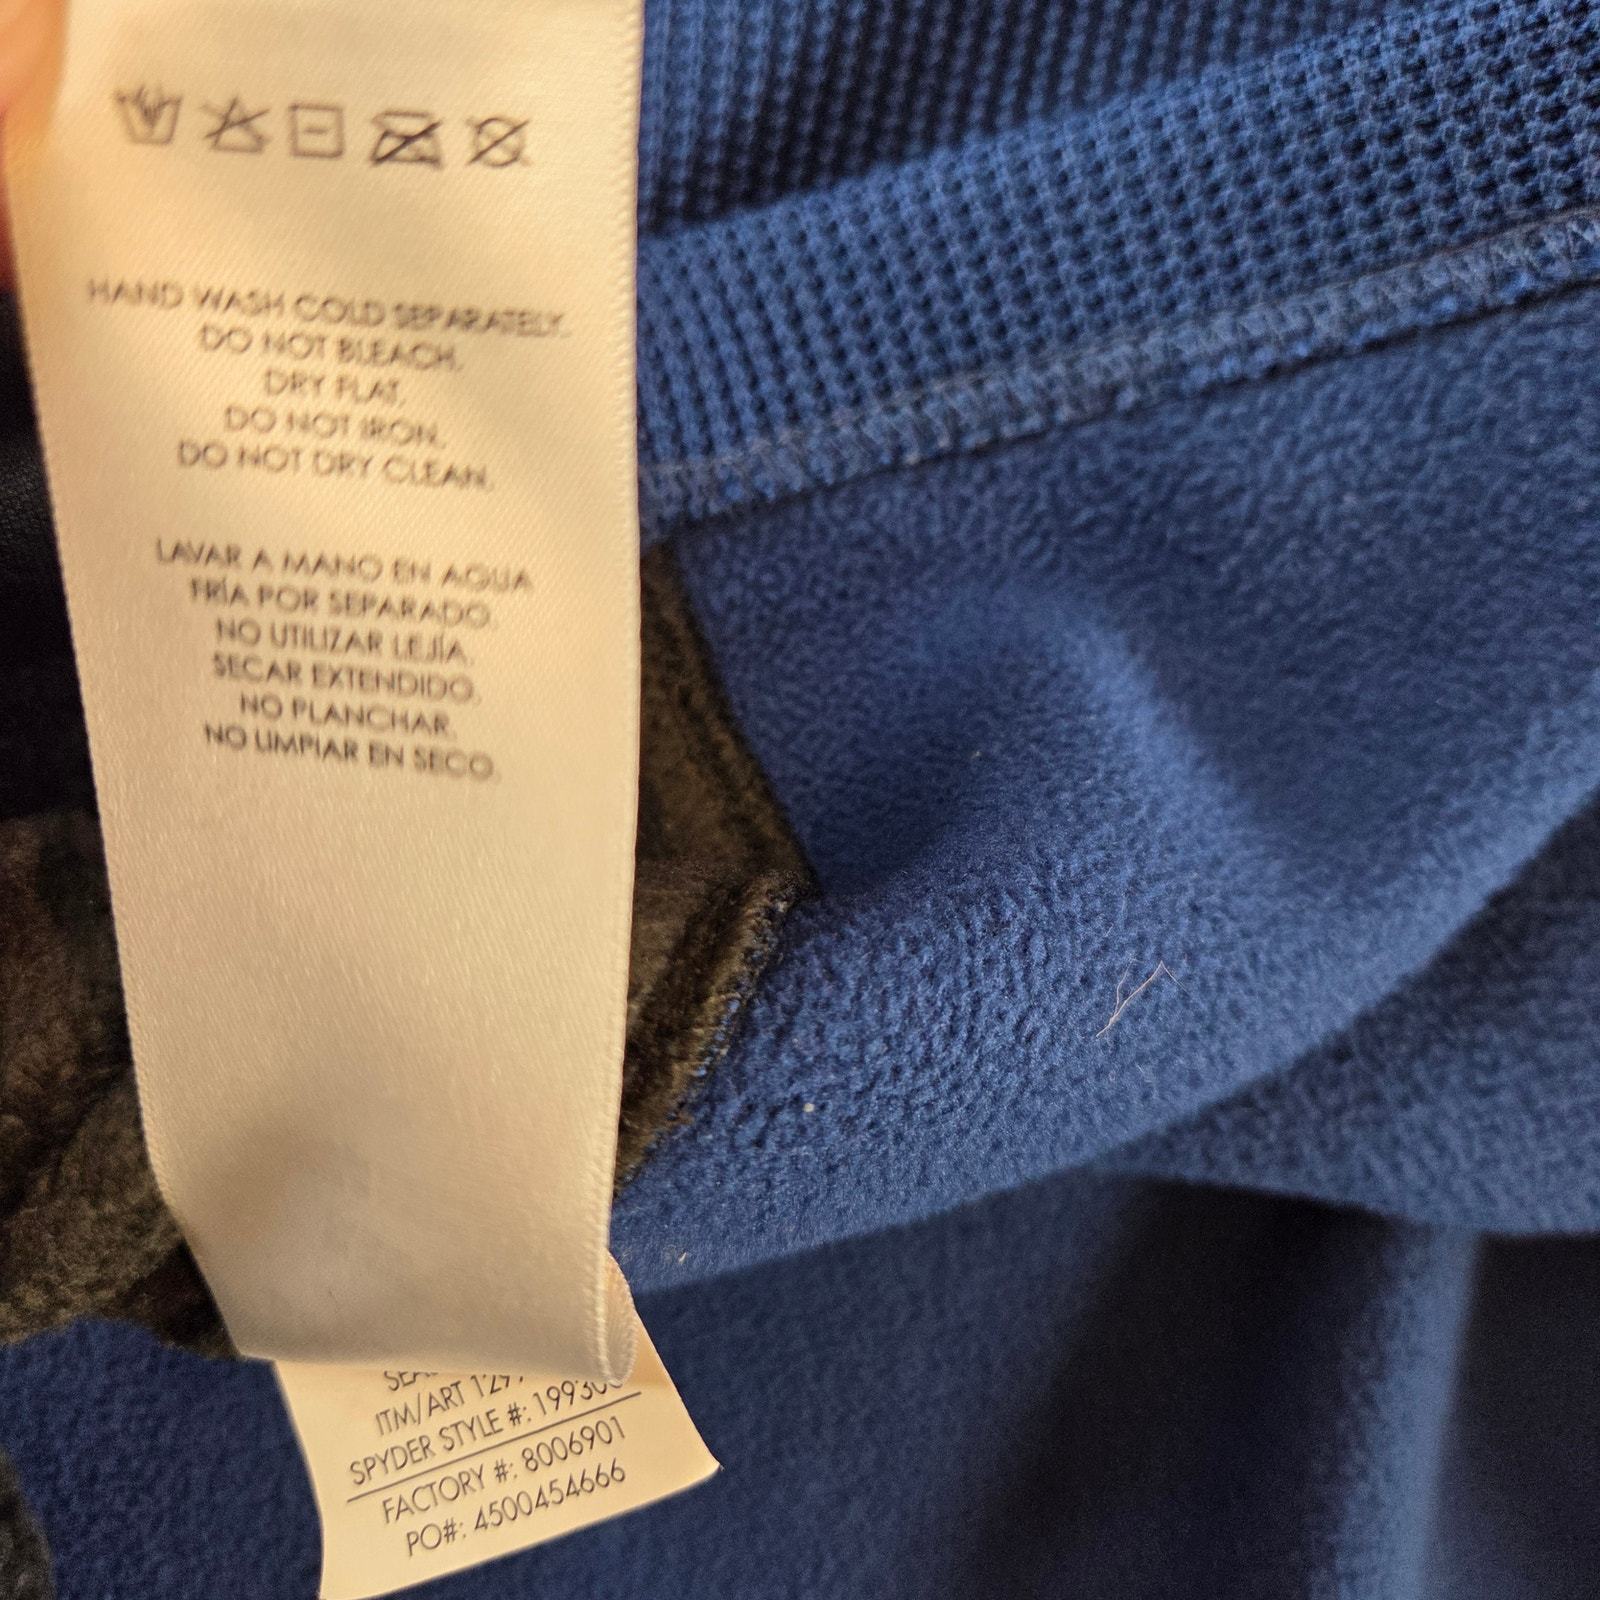 HAND WASH COLD SEPARATELY.
DO NOT BLEACH.
DRY FLAT.
DO NOT IRON.
DO NOT DRY CLEAN.
LAVAR A MANO EN AGUA
FRÍA POR SEPARADO.
NO UTILIZAR LEJÍA.
SECAR EXTENDIDO.
NO PLANCHAR.
NO LIMPIAR EN SECO.
ITM/ART
SPYDER STYLE #:
FACTORY #: 8006901
PO#: 4500454666